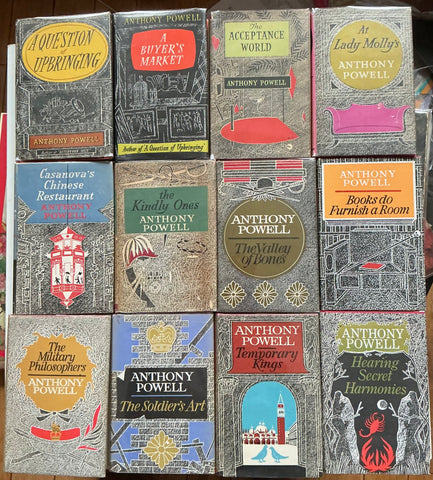 A QUESTION
OF
UPBRINGING
ANTHONY POWELL
ANTHONY POWELL
A
BUYER'S
MARKET
Author of 'A Question of Upbringing'
The
ACCEPTANCE
WORLD
ANTHONY POWELL
At
Lady Molly's
ANTHONY
POWELL
Casanova's
Chinese
Restaurant
ANTHONY
POWELL
the
Kindly Ones
ANTHONY
POWELL
ANTHONY
POWELL
The Valley
of Bones
ANTHONY
POWELL
Books do
Furnish a Room
The
Military
Philosophers
ANTHONY
POWELL
ANTHONY
POWELL
The Soldier's Art
ANTHONY
POWELL
Temporary
Kings
ANTHONY
POWELL
Hearing
Secret
Harmonies